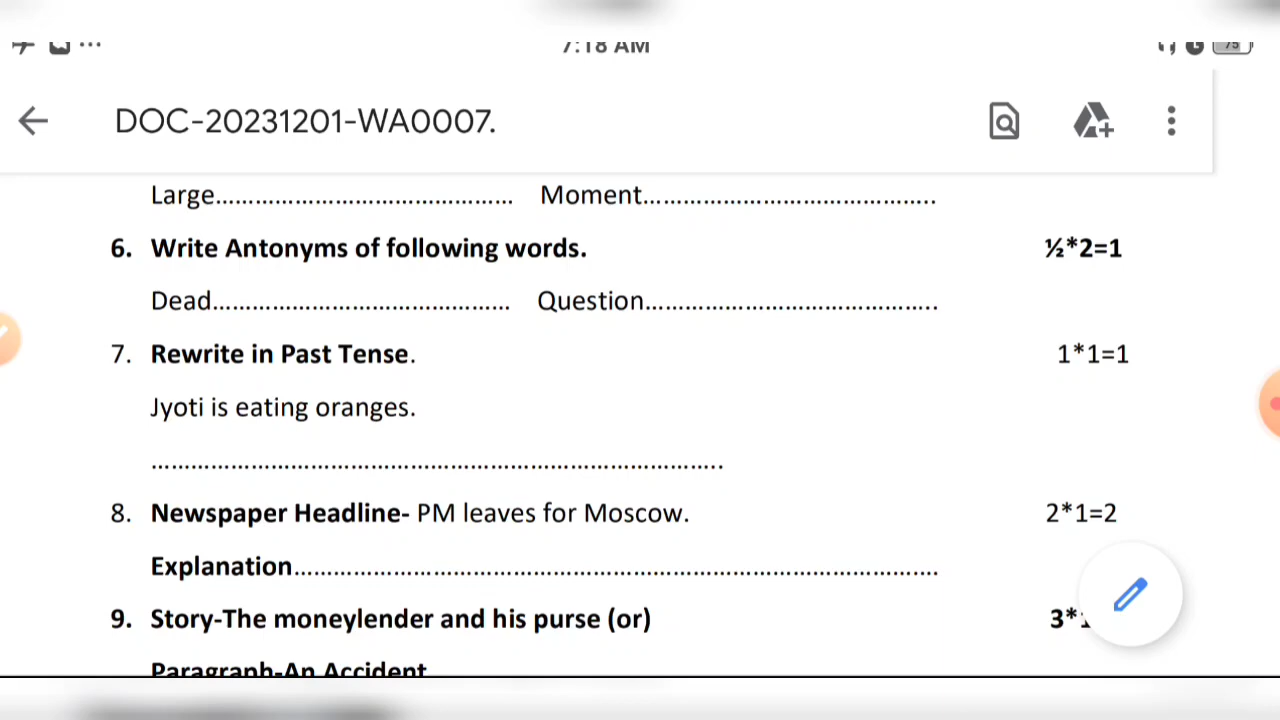 7:18 AM
75
DOC-20231201-WA0007.
Large.......................................... Moment............................................
6. Write Antonyms of following words. ½*2=1
Dead............................................ Question............................................
7. Rewrite in Past Tense. 1*1=1
Jyoti is eating oranges.
.....................................................................................
8. Newspaper Headline- PM leaves for Moscow. 2*1=2
Explanation................................................................................................
9. Story-The moneylender and his purse (or) 3*
Paragraph-An Accident